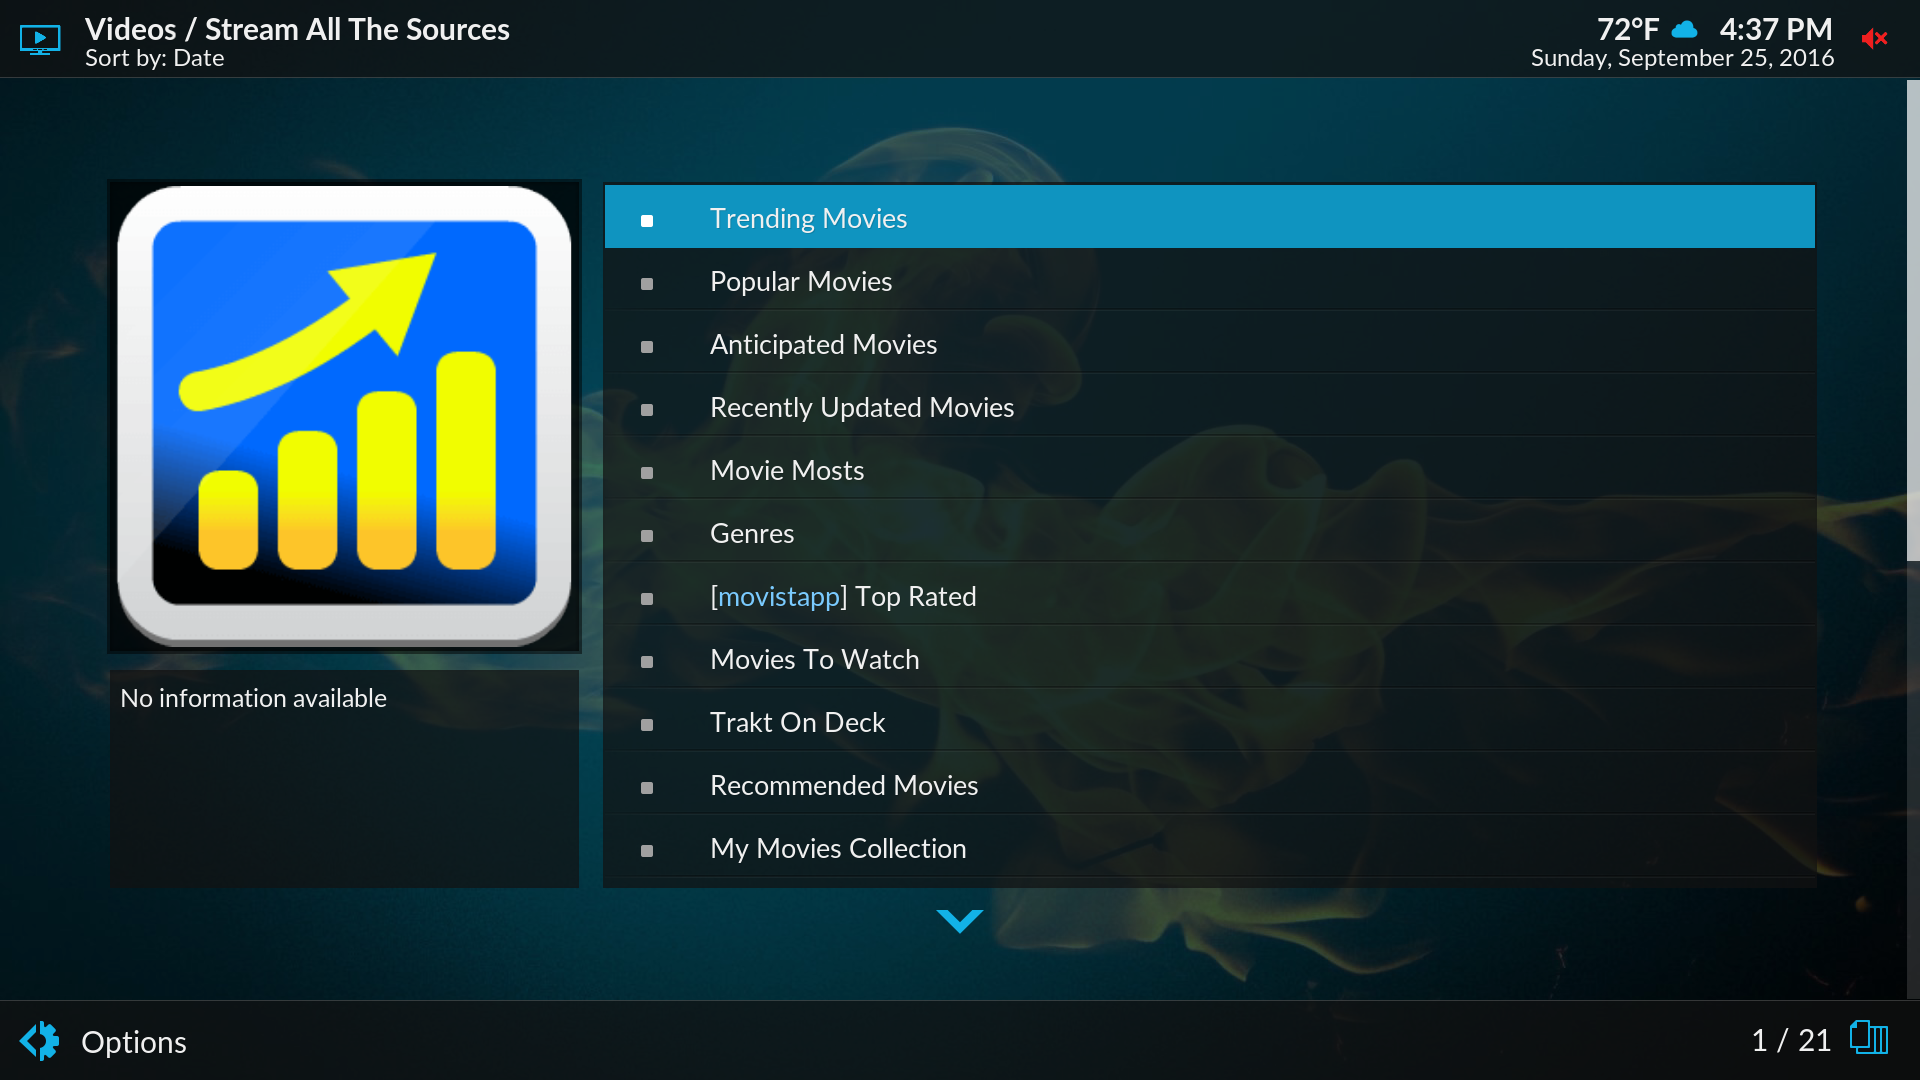 Videos / Stream All The Sources
Sort by: Date
72°F 4:37 PM
Sunday, September 25, 2016
Trending Movies
Popular Movies
Anticipated Movies
Recently Updated Movies
Movie Mosts
Genres
[movistapp] Top Rated
Movies To Watch
Trakt On Deck
Recommended Movies
My Movies Collection
No information available
Options
1 / 21